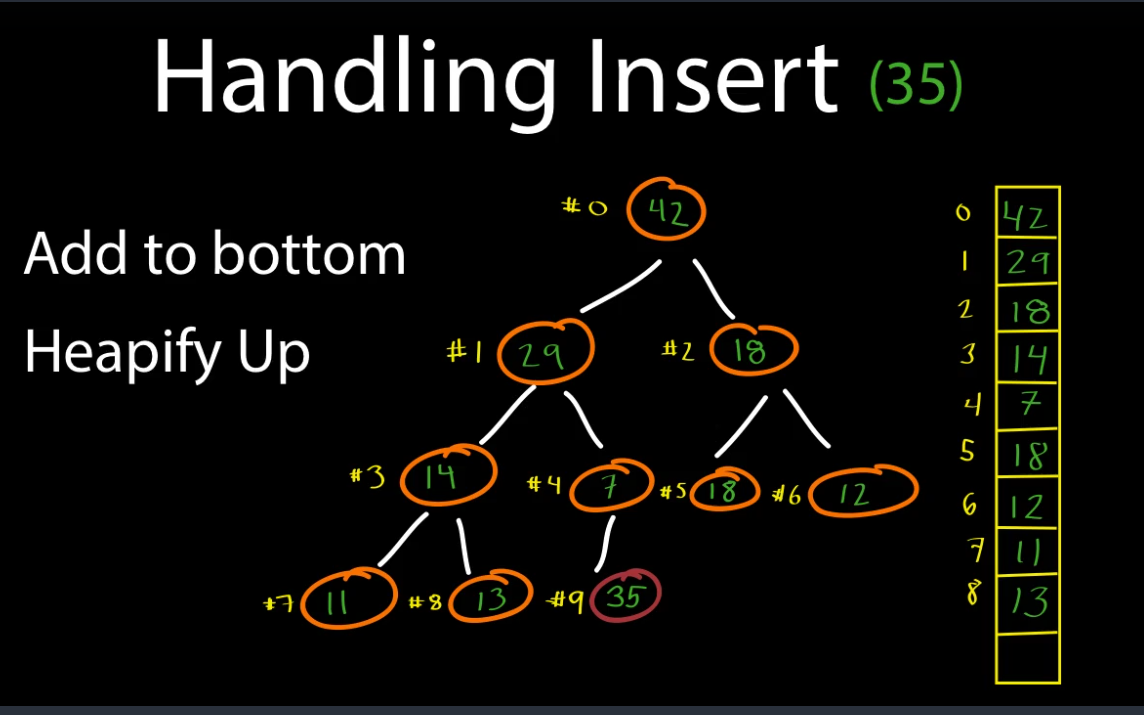 Handling Insert (35)
Add to bottom
Heapify Up
#0 42
#1 29 #2 18
#3 14 #4 7 #5 18 #6 12
#7 11 #8 13 #9 35
0 42
1 29
2 18
3 14
4 7
5 18
6 12
7 11
8 13